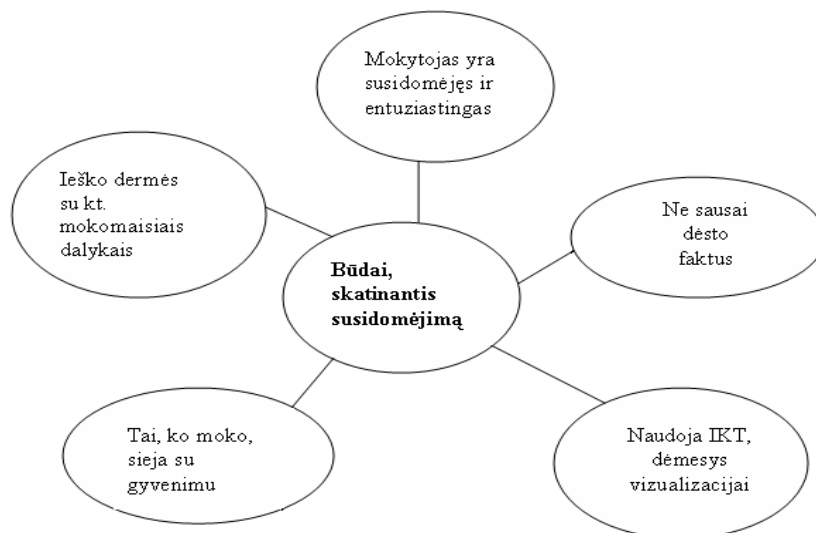 Mokytojas yra
susidomėjęs ir
entuziastingas
Ieško dermės
su kt.
mokomaisiais
dalykais
Ne sausai
dėsto
faktus
Būdai,
skatinantis
susidomėjimą
Tai, ko moko,
sieja su
gyvenimu
Naudoja IKT,
dėmesys
vizualizacijai